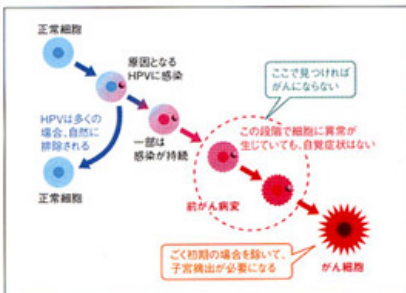 正常細胞
原因となる
HPVに感染
HPVは多くの
場合、自然に
排除される
正常細胞
一部は
感染が持続
ここで見つければ
がんにならない
この段階で細胞に異常が
生じていても、自覚症状はない
前がん病変
ごく初期の場合を除いて、
子宮摘出が必要になる
がん細胞